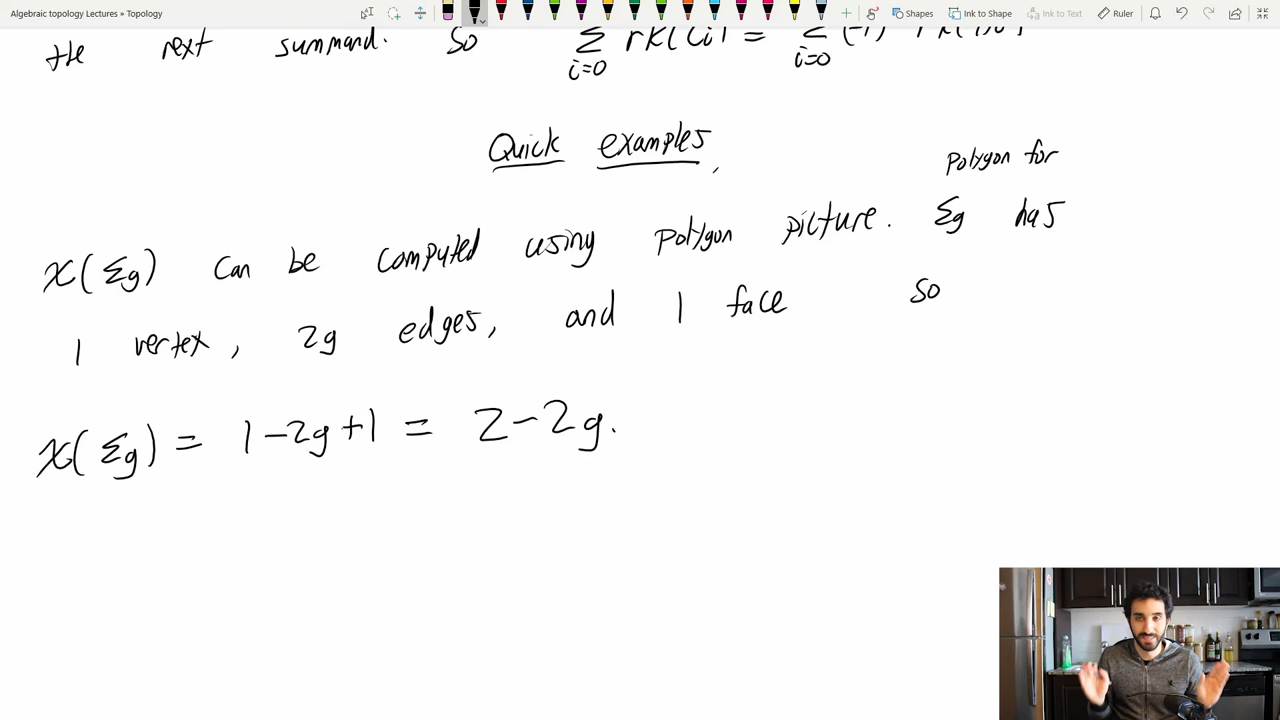 Algebraic topology Lectures » Topology
Shapes Ink to Shape Ink to Text Ruler
the next summand. So
i=0 i=0
Quick examples,
Polygon for
χ(Σg) can be computed using polygon picture. Σg has
1 vertex, 2g edges, and 1 face so
χ(Σg) = 1-2g+1 = 2-2g.